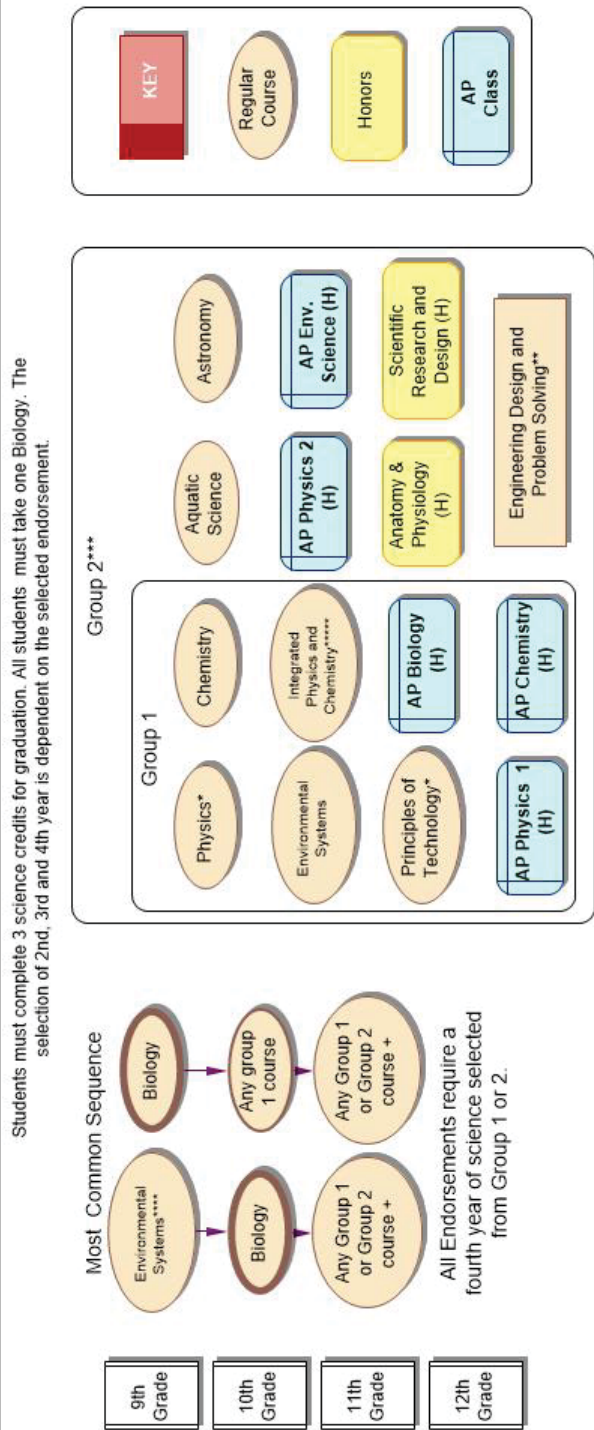 Students must complete 3 science credits for graduation. All students must take one Biology. The
selection of 2nd, 3rd and 4th year is dependent on the selected endorsement.
9th
Grade
10th
Grade
11th
Grade
12th
Grade
Most Common Sequence
Environmental
Systems****
Biology
Any Group 1
or Group 2
course +
Biology
Any group
1 course
Any Group 1
or Group 2
course +
All Endorsements require a
fourth year of science selected
from Group 1 or 2.
Group 2***
Group 1
Physics*
Chemistry
Environmental
Systems
Integrated
Physics and
Chemistry*****
Principles of
Technology*
AP Biology
(H)
AP Physics 1
(H)
AP Chemistry
(H)
Aquatic
Science
Astronomy
AP Physics 2
(H)
AP Env.
Science (H)
Anatomy &
Physiology
(H)
Scientific
Research and
Design (H)
Engineering Design and
Problem Solving**
KEY
Regular
Course
Honors
AP
Class